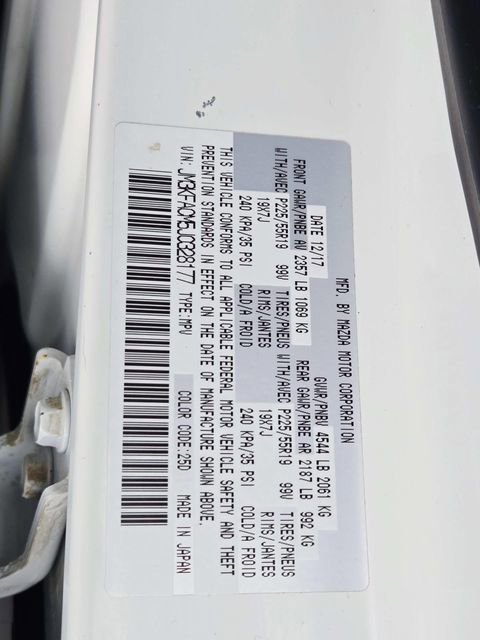 MFD. BY MAZDA MOTOR CORPORATION
DATE 12/17 GVWR/PNBV 4544 LB 2061 KG
FRONT GAWR/PNBE AV 2357 LB 1069 KG REAR GAWR/PNBE AR 2187 LB 992 KG
WITH/AVEC P225/55R19 99V TIRES/PNEUS WITH/AVEC P225/55R19 99V TIRES/PNEUS
19X7J RIMS/JANTES 19X7J RIMS/JANTES
240 KPA/35 PSI COLD/A FROID 240 KPA/35 PSI COLD/A FROID
THIS VEHICLE CONFORMS TO ALL APPLICABLE FEDERAL MOTOR VEHICLE SAFETY AND THEFT
PREVENTION STANDARDS IN EFFECT ON THE DATE OF MANUFACTURE SHOWN ABOVE.
VIN: JM3KFACM5J0328177 TYPE:MPV COLOR CODE:25D MADE IN JAPAN